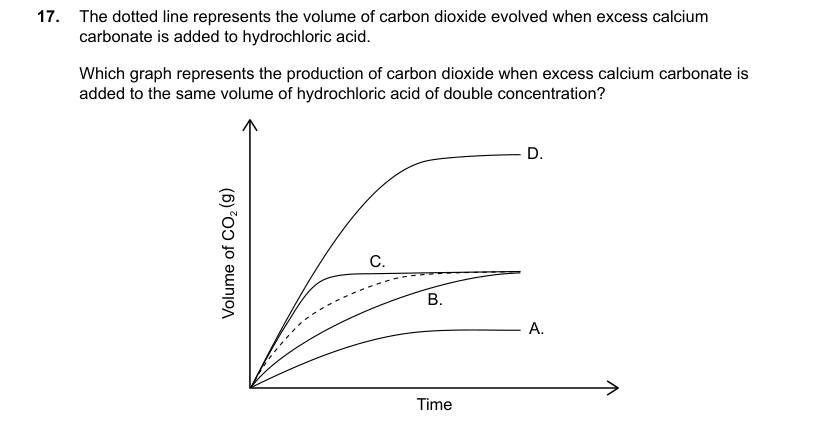 17. The dotted line represents the volume of carbon dioxide evolved when excess calcium
carbonate is added to hydrochloric acid.
Which graph represents the production of carbon dioxide when excess calcium carbonate is
added to the same volume of hydrochloric acid of double concentration?
D.
C.
B.
A.
Volume of CO₂ (g)
Time